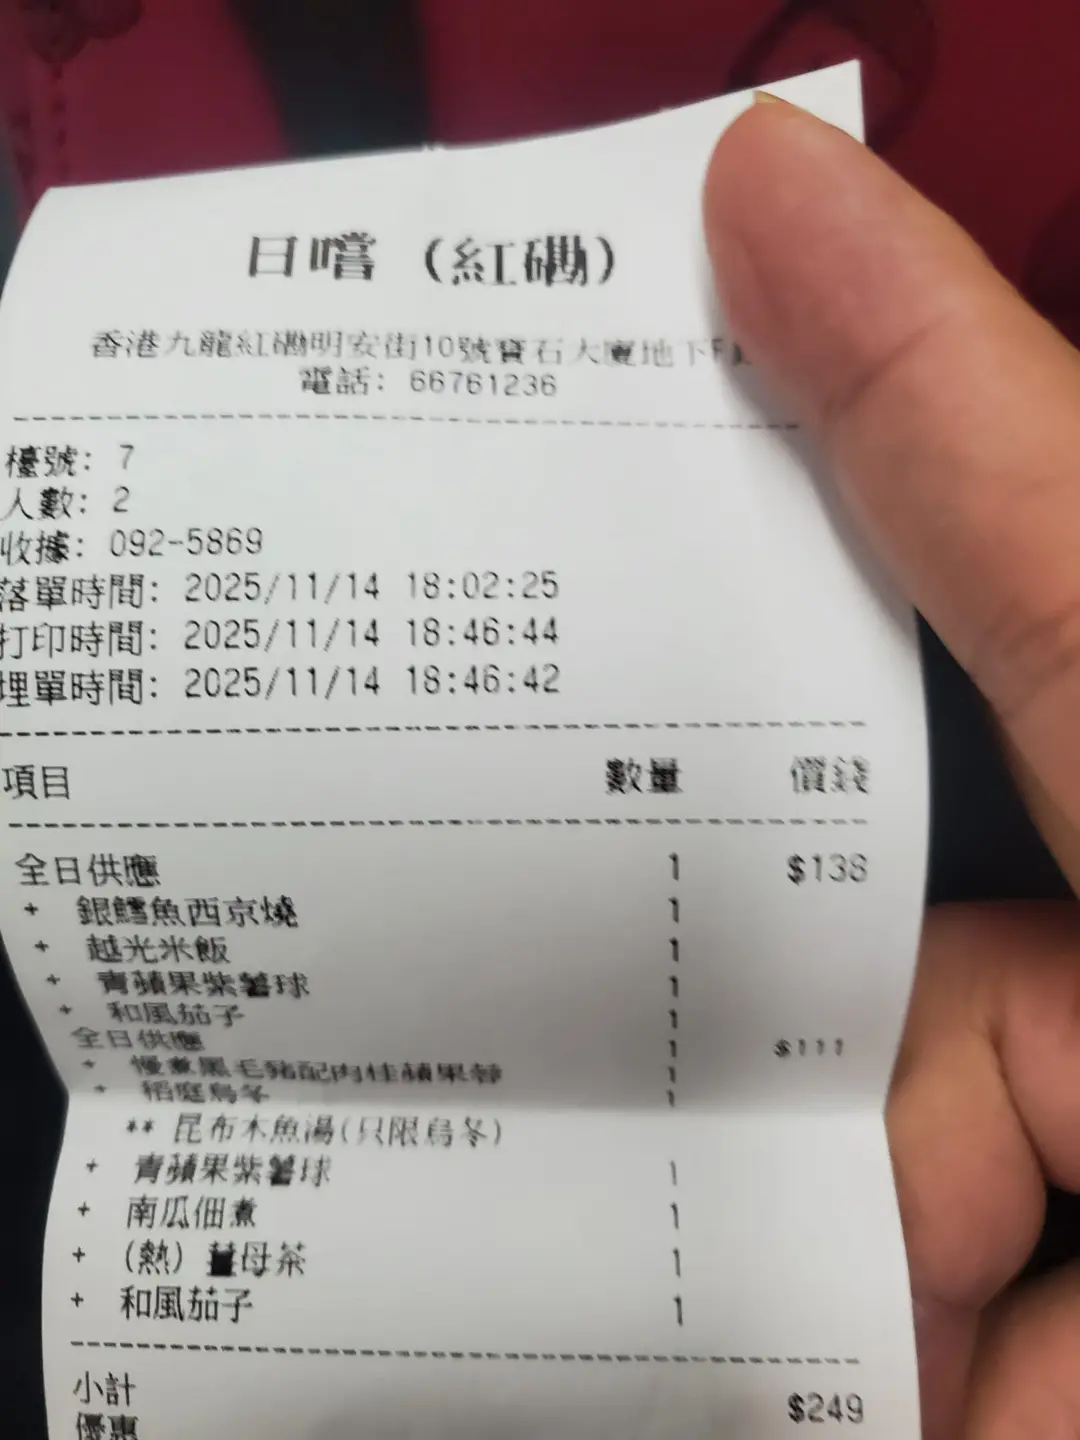 日嚐 (紅磡)
香港九龍紅磡明安街10號寶石大廈地下
電話: 66761236
檯號: 7
人數: 2
收據: 092-5869
落單時間: 2025/11/14 18:02:25
打印時間: 2025/11/14 18:46:44
埋單時間: 2025/11/14 18:46:42
項目 數量 價錢
全日供應 1 $138
+ 銀鱈魚西京燒 1
+ 越光米飯 1
+ 青蘋果紫薯球 1
+ 和風茄子 1
全日供應 1 $111
+ 慢煮黑毛豬配肉桂蘋果蓉 1
+ 稻庭烏冬 1
** 昆布木魚湯(只限烏冬)
+ 青蘋果紫薯球 1
+ 南瓜佃煮 1
+ (熱) 薑母茶 1
+ 和風茄子 1
小計 $249
優惠